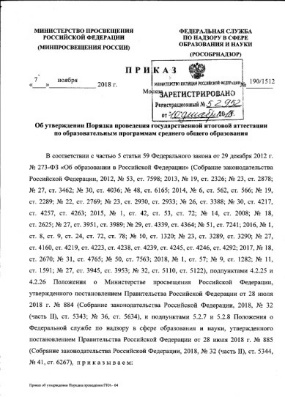 МИНИСТЕРСТВО ПРОСВЕЩЕНИЯ
РОССИЙСКОЙ ФЕДЕРАЦИИ
(МИНПРОСВЕЩЕНИЯ РОССИИ)
ФЕДЕРАЛЬНАЯ СЛУЖБА
ПО НАДЗОРУ В СФЕРЕ
ОБРАЗОВАНИЯ И НАУКИ
(РОСОБРНАДЗОР)
ПРИКАЗ
«7» ноября 2018 г.
Москва
№ 190/1512
МИНИСТЕРСТВО ЮСТИЦИИ РОССИЙСКОЙ ФЕДЕРАЦИИ
ЗАРЕГИСТРИРОВАНО
Регистрационный № 52952
от "10" декабря 2018
Об утверждении Порядка проведения государственной итоговой аттестации
по образовательным программам среднего общего образования
В соответствии с частью 5 статьи 59 Федерального закона от 29 декабря 2012 г.
№ 273-ФЗ «Об образовании в Российской Федерации» (Собрание законодательства
Российской Федерации, 2012, № 53, ст. 7598; 2013, № 19, ст. 2326; № 23, ст. 2878;
№ 27, ст. 3462; № 30, ст. 4036; № 48, ст. 6165; 2014, № 6, ст. 562, ст. 566; № 19,
ст. 2289; № 22, ст. 2769; № 23, ст. 2930, ст. 2933; № 26, ст. 3388; № 30, ст. 4217,
ст. 4257, ст. 4263; 2015, № 1, ст. 42, ст. 53, ст. 72; № 14, ст. 2008; № 18,
ст. 2625; № 27, ст. 3951, ст. 3989; № 29, ст. 4339, ст. 4364; № 51, ст. 7241; 2016, № 1,
ст. 8, ст. 9, ст. 24, ст. 72, ст. 78; № 10, ст. 1320; № 23, ст. 3289, ст. 3290; № 27,
ст. 4160, ст. 4219, ст. 4223, ст. 4238, ст. 4239, ст. 4245, ст. 4246, ст. 4292; 2017, № 18,
ст. 2670; № 31, ст. 4765; № 50, ст. 7563; 2018, № 1, ст. 57; № 9, ст. 1282; № 11,
ст. 1591; № 27, ст. 3945, ст. 3953; № 32, ст. 5110, ст. 5122), подпунктами 4.2.25 и
4.2.26 Положения о Министерстве просвещения Российской Федерации,
утвержденного постановлением Правительства Российской Федерации от 28 июля
2018 г. № 884 (Собрание законодательства Российской Федерации, 2018, № 32
(часть II), ст. 5343; № 36, ст. 5634), и подпунктами 5.2.7 и 5.2.8 Положения о
Федеральной службе по надзору в сфере образования и науки, утвержденного
постановлением Правительства Российской Федерации от 28 июля 2018 г. № 885
(Собрание законодательства Российской Федерации, 2018, № 32 (часть II), ст. 5344,
№ 41, ст. 6267), приказываем:
Приказ об утверждении Порядка проведения ГИА - 04